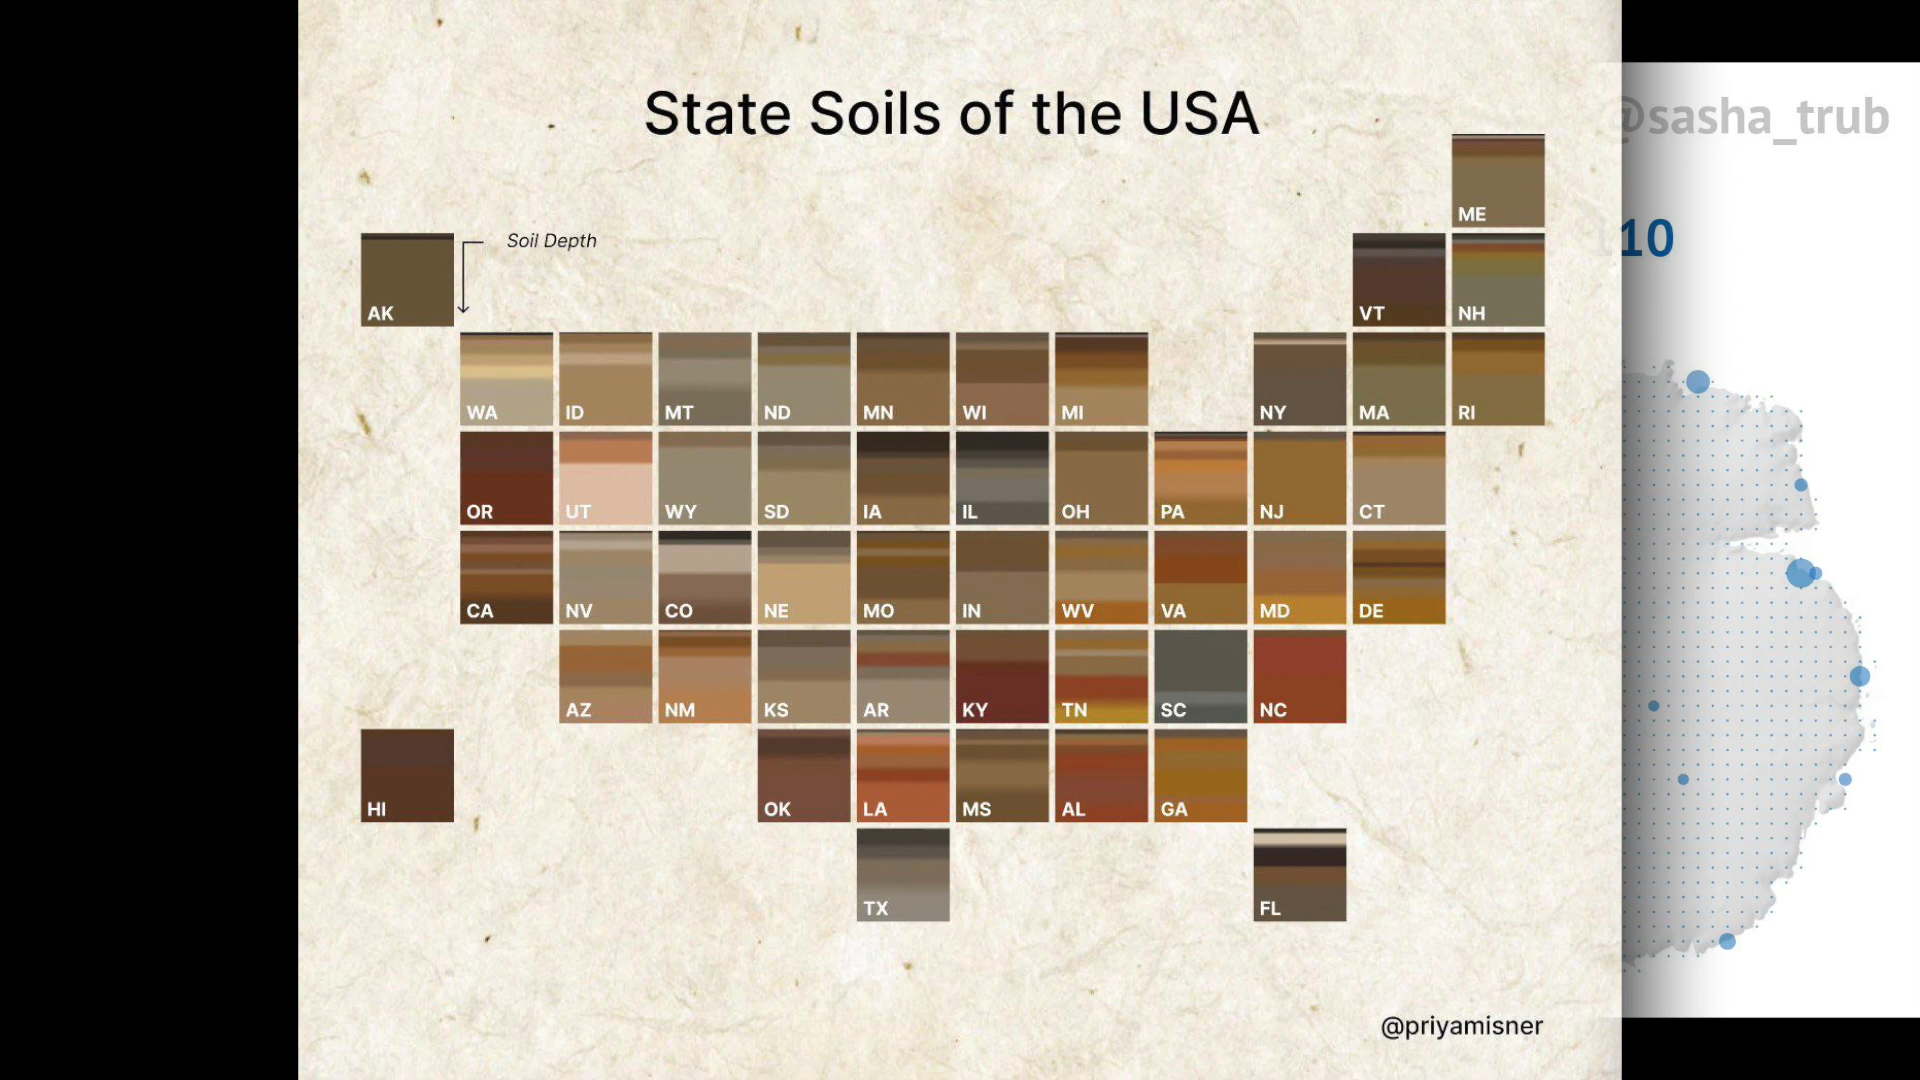 State Soils of the USA
@sasha_trub
ME
10
Soil Depth
AK
VT
NH
WA
ID
MT
ND
MN
WI
MI
NY
MA
RI
OR
UT
WY
SD
IA
IL
OH
PA
NJ
CT
CA
NV
CO
NE
MO
IN
WV
VA
MD
DE
AZ
NM
KS
AR
KY
TN
SC
NC
HI
OK
LA
MS
AL
GA
TX
FL
@priyamisner